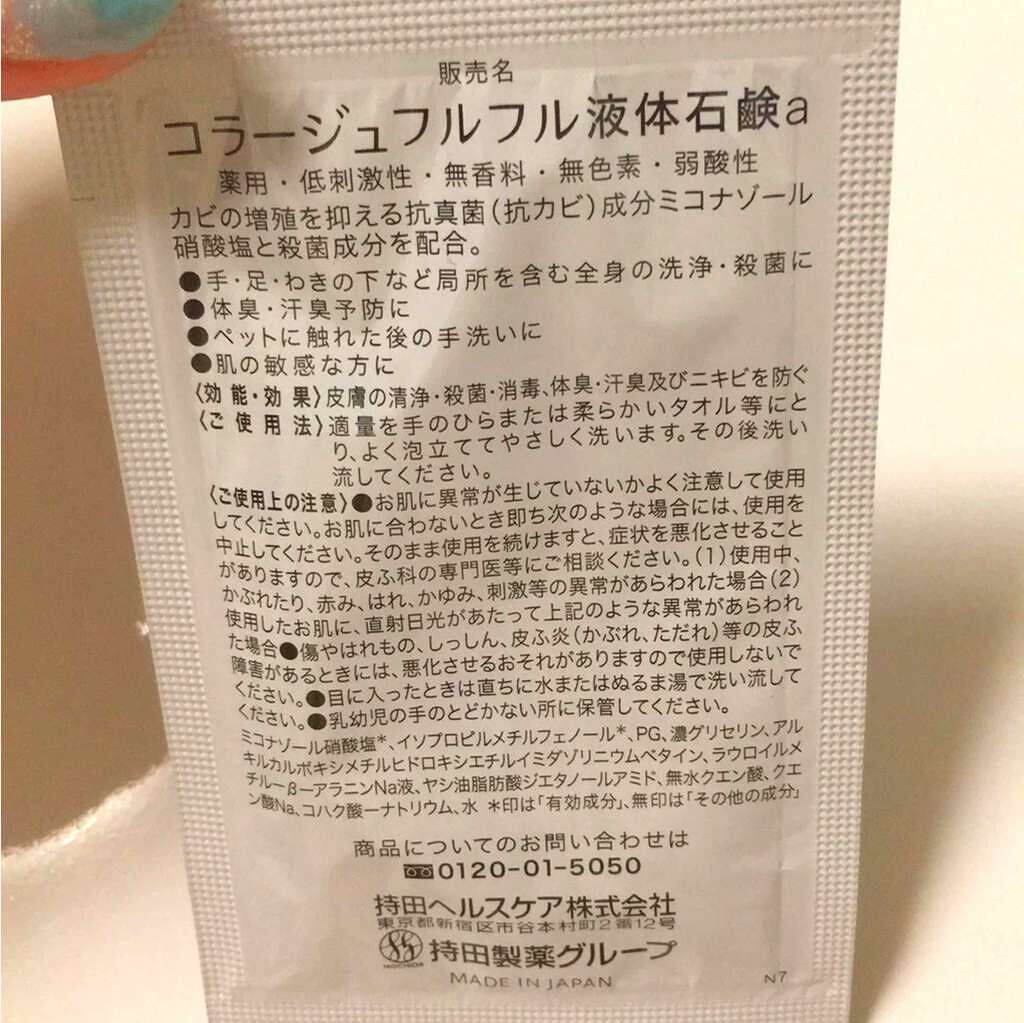 販売名
コラージュフルフル液体石鹸a
薬用・低刺激性・無香料・無色素・弱酸性
カビの増殖を抑える抗真菌(抗カビ)成分ミコナゾール
硝酸塩と殺菌成分を配合。
●手・足・わきの下など局所を含む全身の洗浄・殺菌に
●体臭・汗臭予防に
●ペットに触れた後の手洗いに
●肌の敏感な方に
〈効能・効果〉皮膚の清浄・殺菌・消毒、体臭・汗臭及びニキビを防ぐ
〈ご使用法〉適量を手のひらまたは柔らかいタオル等にと
り、よく泡立ててやさしく洗います。その後洗い
流してください。
〈ご使用上の注意〉●お肌に異常が生じていないかよく注意して使用
してください。お肌に合わないとき即ち次のような場合には、使用を
中止してください。そのまま使用を続けますと、症状を悪化させること
がありますので、皮ふ科の専門医等にご相談ください。(1)使用中、
かぶれたり、赤み、はれ、かゆみ、刺激等の異常があらわれた場合(2)
使用したお肌に、直射日光があたって上記のような異常があらわれ
た場合●傷やはれもの、しっしん、皮ふ炎(かぶれ、ただれ)等の皮ふ
障害があるときには、悪化させるおそれがありますので使用しないで
ください。●目に入ったときは直ちに水またはぬるま湯で洗い流して
ください。●乳幼児の手のとどかない所に保管してください。
ミコナゾール硝酸塩*、イソプロピルメチルフェノール*、PG、濃グリセリン、アル
キルカルボキシメチルヒドロキシエチルイミダゾリニウムベタイン、ラウロイルメ
チル-β-アラニンNa液、ヤシ油脂肪酸ジエタノールアミド、無水クエン酸、クエ
ン酸Na、コハク酸一ナトリウム、水 *印は「有効成分」、無印は「その他の成分」
商品についてのお問い合わせは
0120-01-5050
持田ヘルスケア株式会社
東京都新宿区市谷本村町2番12号
MOCHIDA 持田製薬グループ
MADE IN JAPAN N7